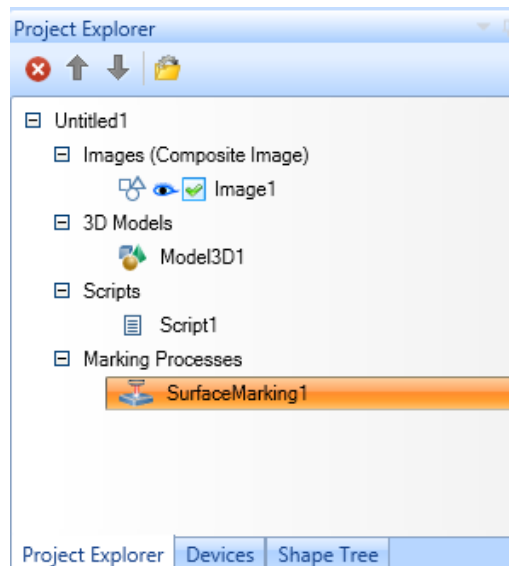 Project Explorer
Untitled1
Images (Composite Image)
Image1
3D Models
Model3D1
Scripts
Script1
Marking Processes
SurfaceMarking1
Project Explorer Devices Shape Tree